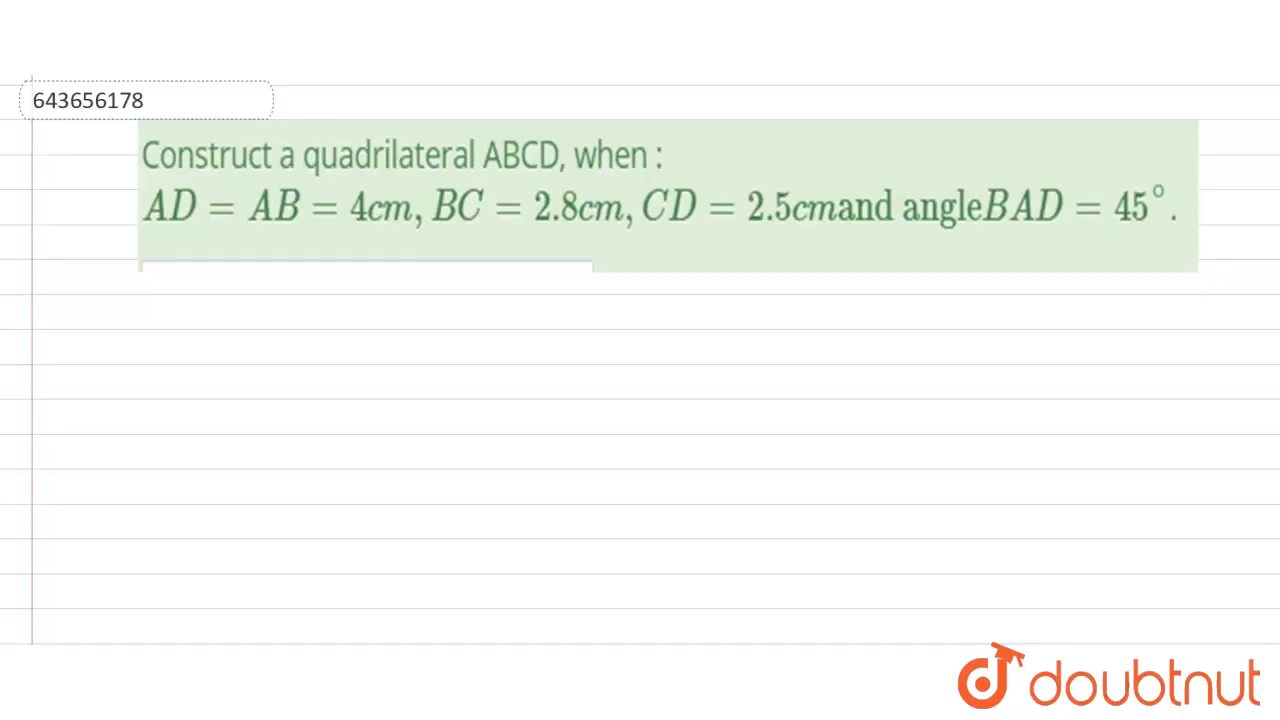 643656178
Construct a quadrilateral ABCD, when :
AD = AB = 4cm, BC = 2.8cm, CD = 2.5cmand angleBAD = 45°.
doubtnut